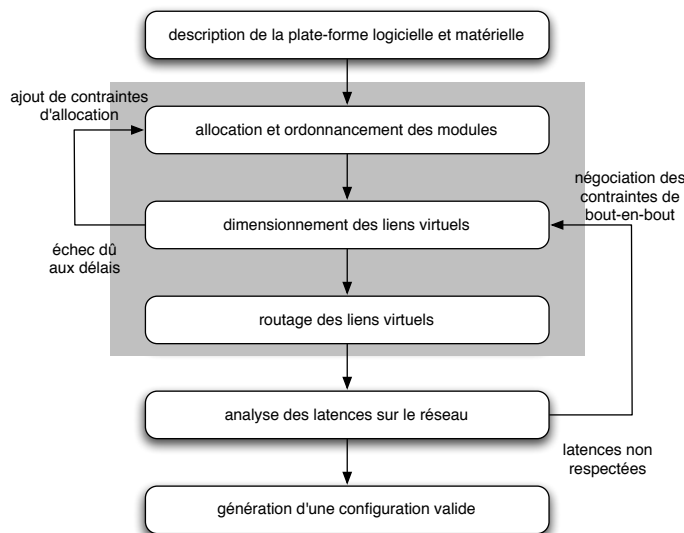 description de la plate-forme logicielle et matérielle
ajout de contraintes
d'allocation
allocation et ordonnancement des modules
négociation des
contraintes de
bout-en-bout
dimensionnement des liens virtuels
échec dû
aux délais
routage des liens virtuels
analyse des latences sur le réseau
latences non
respectées
génération d'une configuration valide